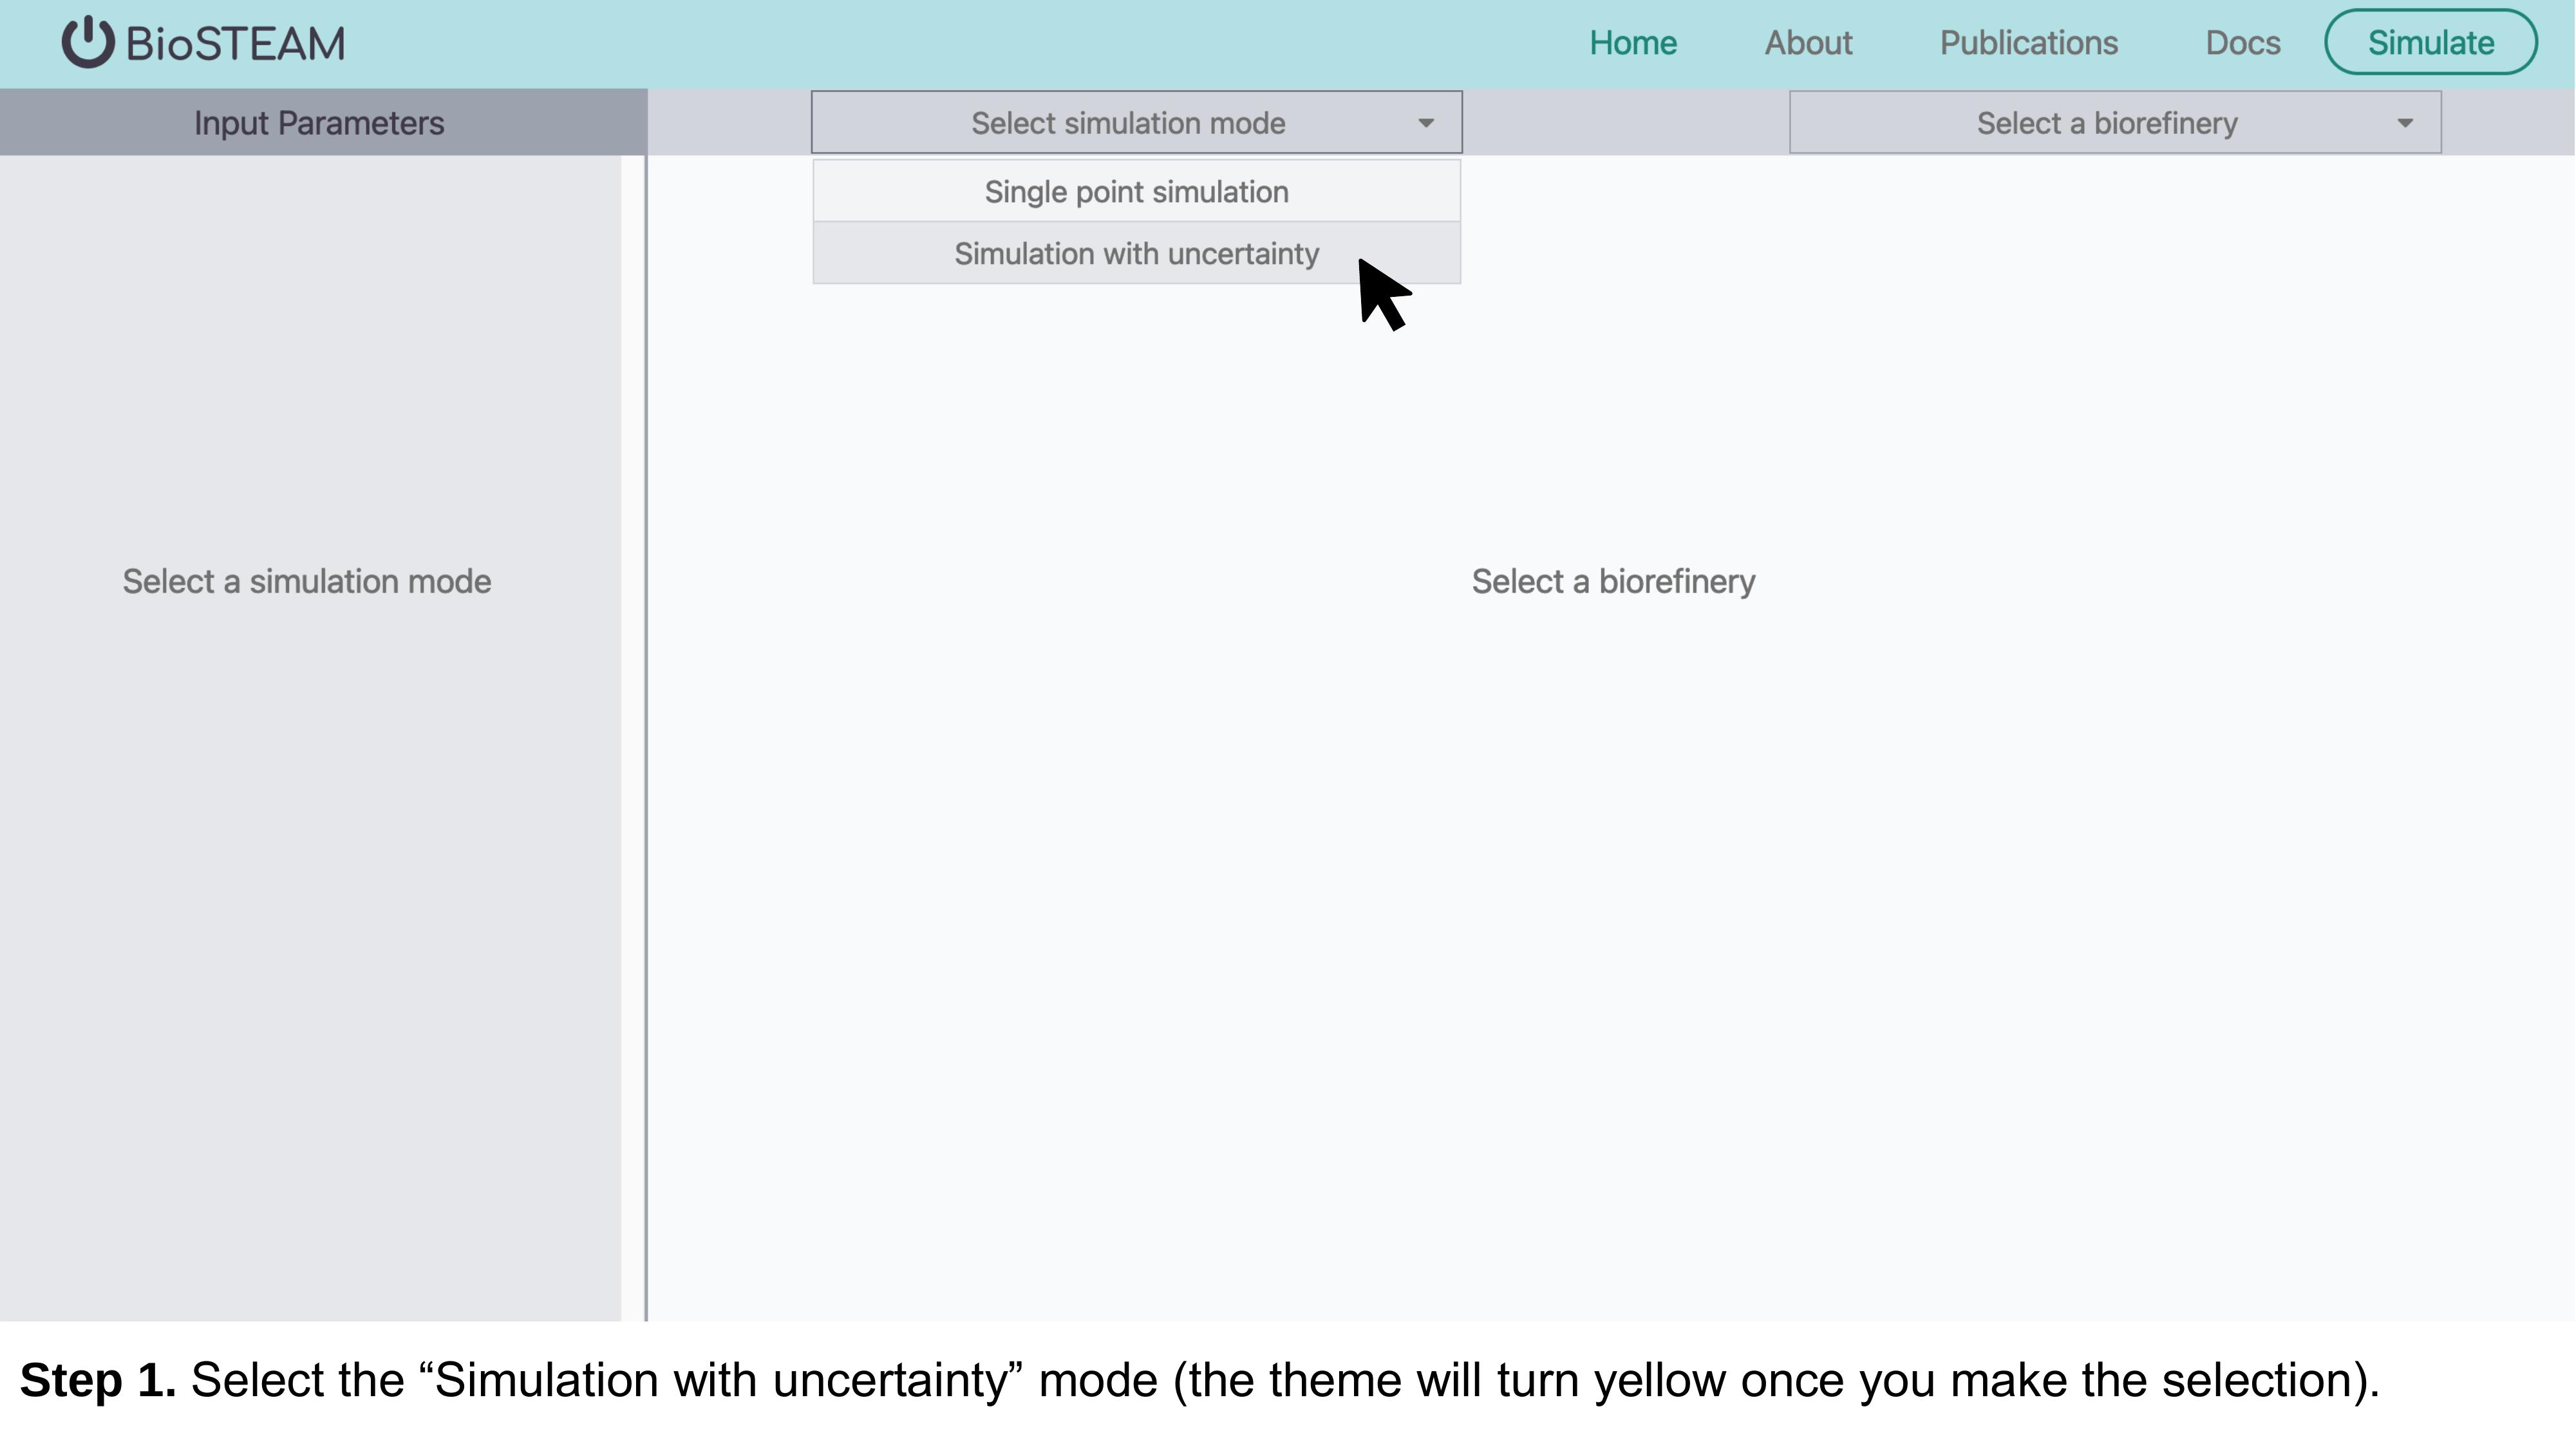 BioSTEAM
Home About Publications Docs Simulate
Input Parameters
Select simulation mode
Select a biorefinery
Single point simulation
Simulation with uncertainty
Select a simulation mode
Select a biorefinery
Step 1. Select the “Simulation with uncertainty” mode (the theme will turn yellow once you make the selection).